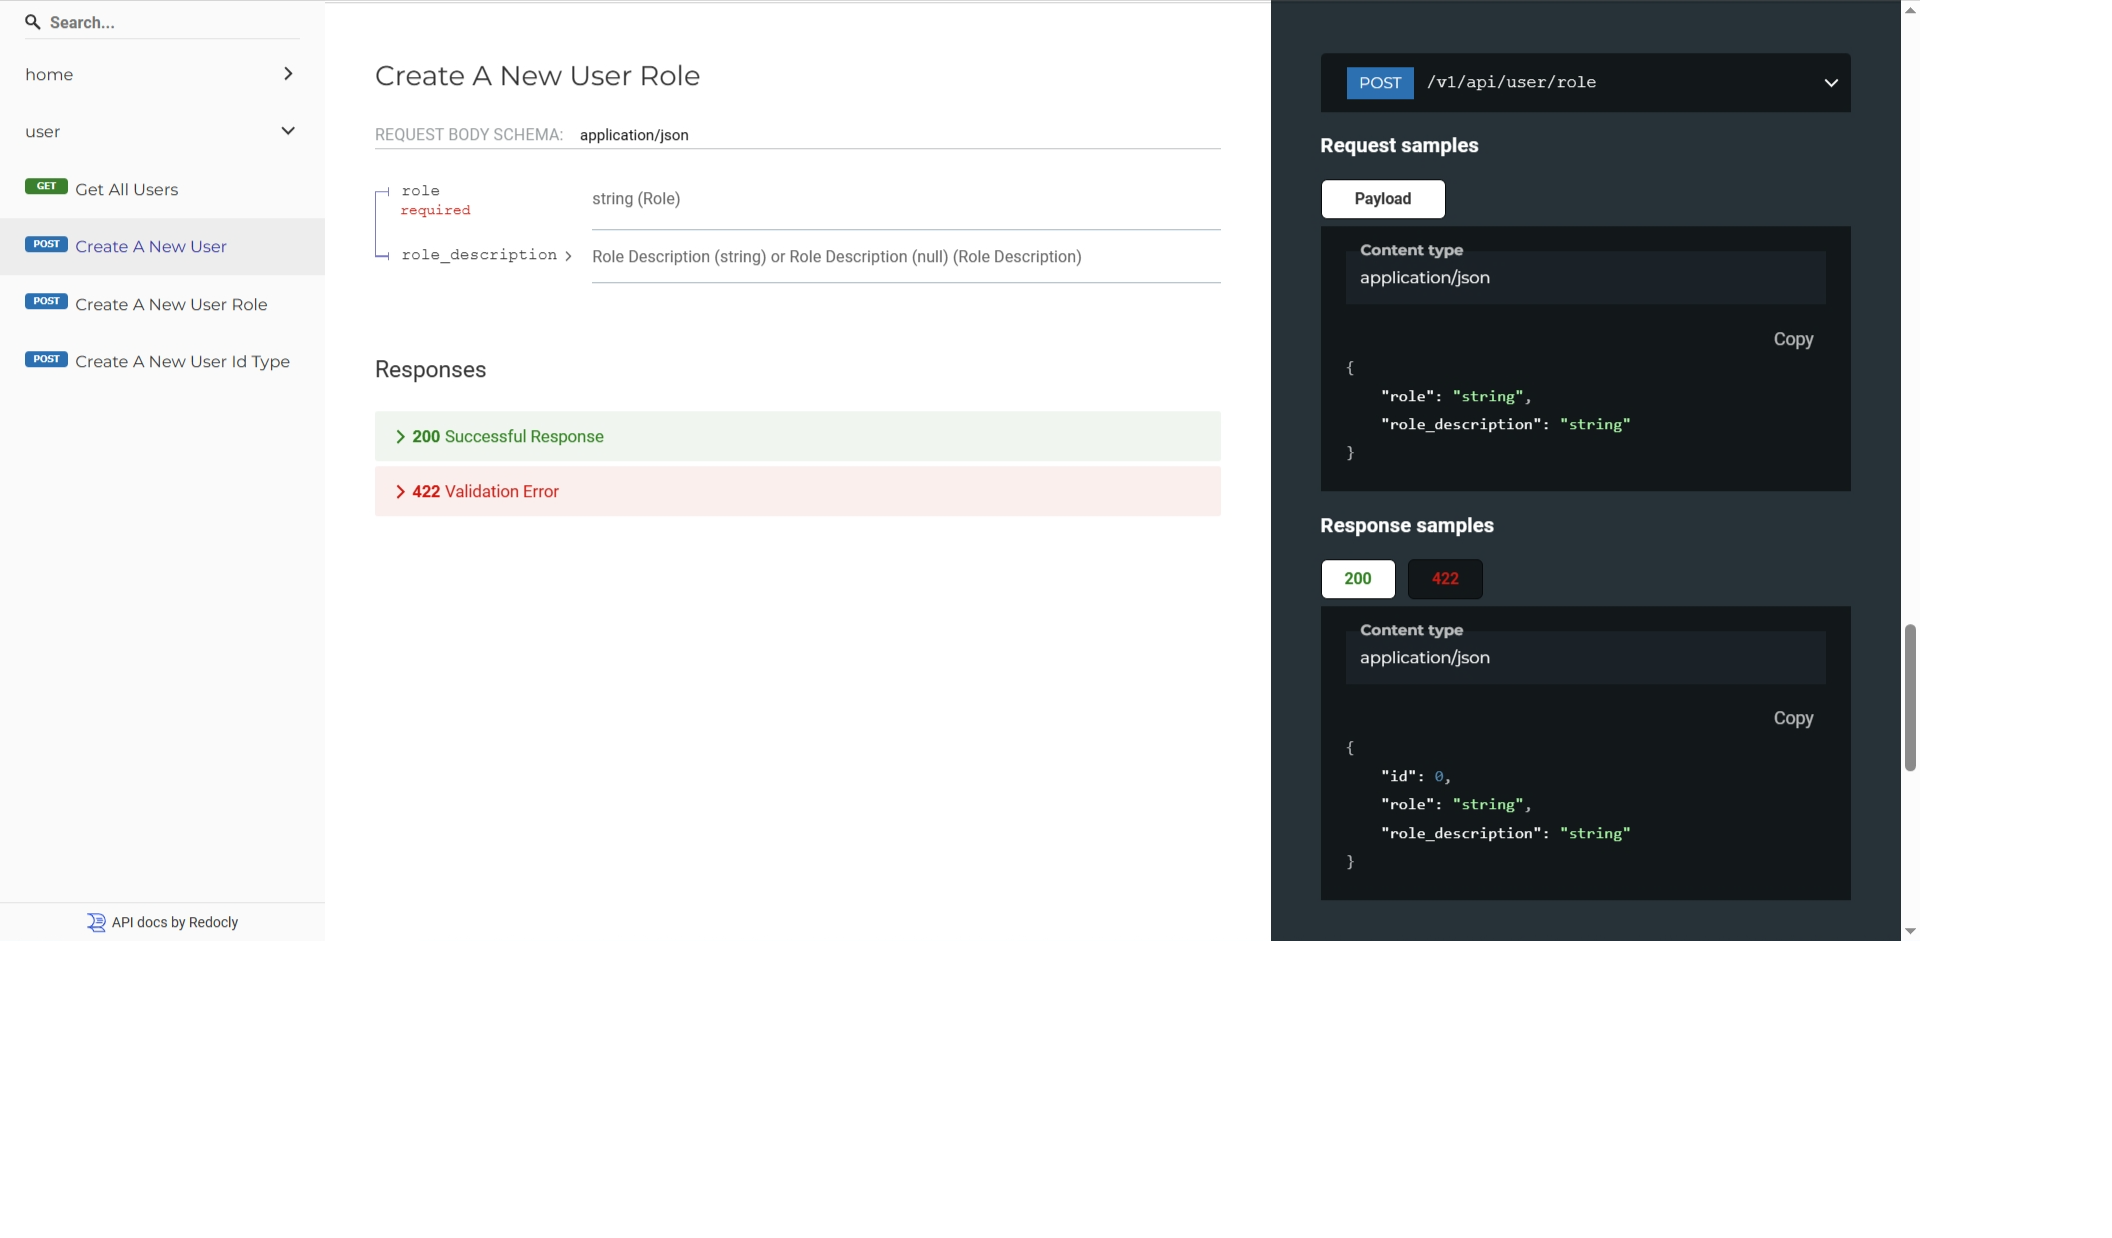 Search...
home
user
GET Get All Users
POST Create A New User
POST Create A New User Role
POST Create A New User Id Type
API docs by Redocly
Create A New User Role
REQUEST BODY SCHEMA: application/json
role
required
string (Role)
role_description
Role Description (string) or Role Description (null) (Role Description)
Responses
200 Successful Response
422 Validation Error
POST /v1/api/user/role
Request samples
Payload
Content type
application/json
Copy
{
"role": "string",
"role_description": "string"
}
Response samples
200 422
Content type
application/json
Copy
{
"id": 0,
"role": "string",
"role_description": "string"
}